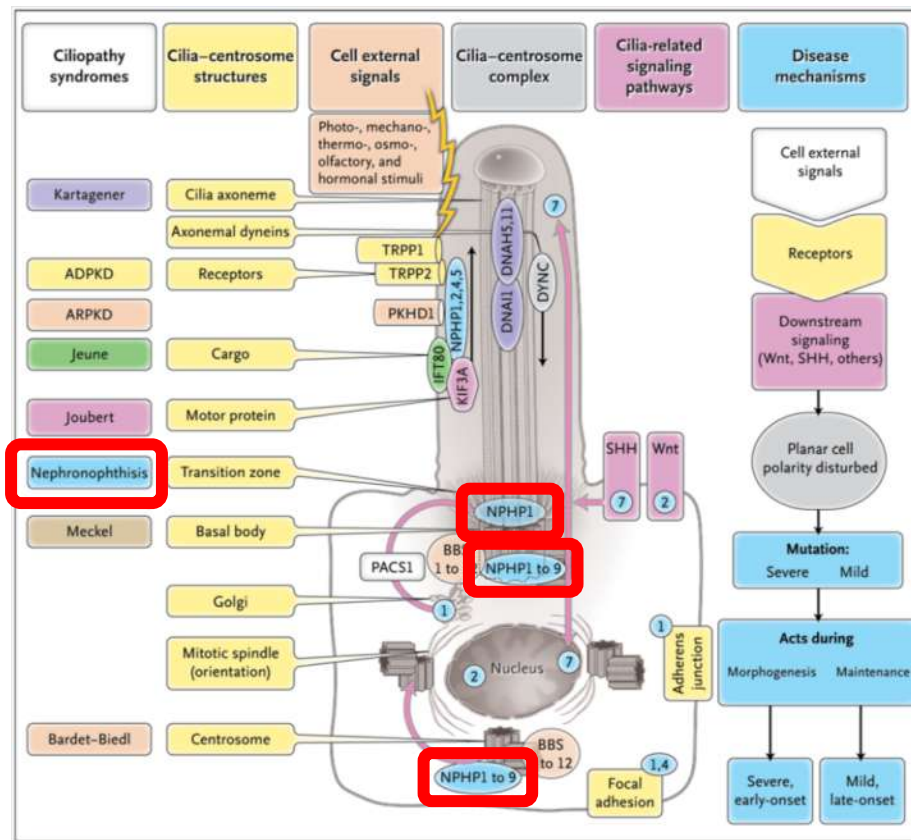 Ciliopathy
syndromes
Cilia–centrosome
structures
Cell external
signals
Cilia–centrosome
complex
Cilia-related
signaling
pathways
Disease
mechanisms
Photo-, mechano-,
thermo-, osmo-,
olfactory, and
hormonal stimuli
Cell external
signals
Kartagener
Cilia axoneme
7
Axonemal dyneins
DNAH5,11
TRPP1
ADPKD
Receptors
TRPP2
NPHP1,2,4,5
DYNC
Receptors
ARPKD
PKHD1
DNAI1
Downstream
signaling
(Wnt, SHH, others)
Jeune
Cargo
IFT80
KIF3A
Joubert
Motor protein
SHH
7
Wnt
2
Planar cell
polarity disturbed
Nephronophthisis
Transition zone
NPHP1
Meckel
Basal body
BBS
1 to
NPHP1 to 9
PACS1
Mutation:
Severe Mild
Golgi
1
Mitotic spindle
(orientation)
2
Nucleus
7
1
Adherens
junction
Acts during
Morphogenesis Maintenance
Bardet–Biedl
Centrosome
BBS
to 12
NPHP1 to 9
1,4
Focal
adhesion
Severe,
early-onset
Mild,
late-onset